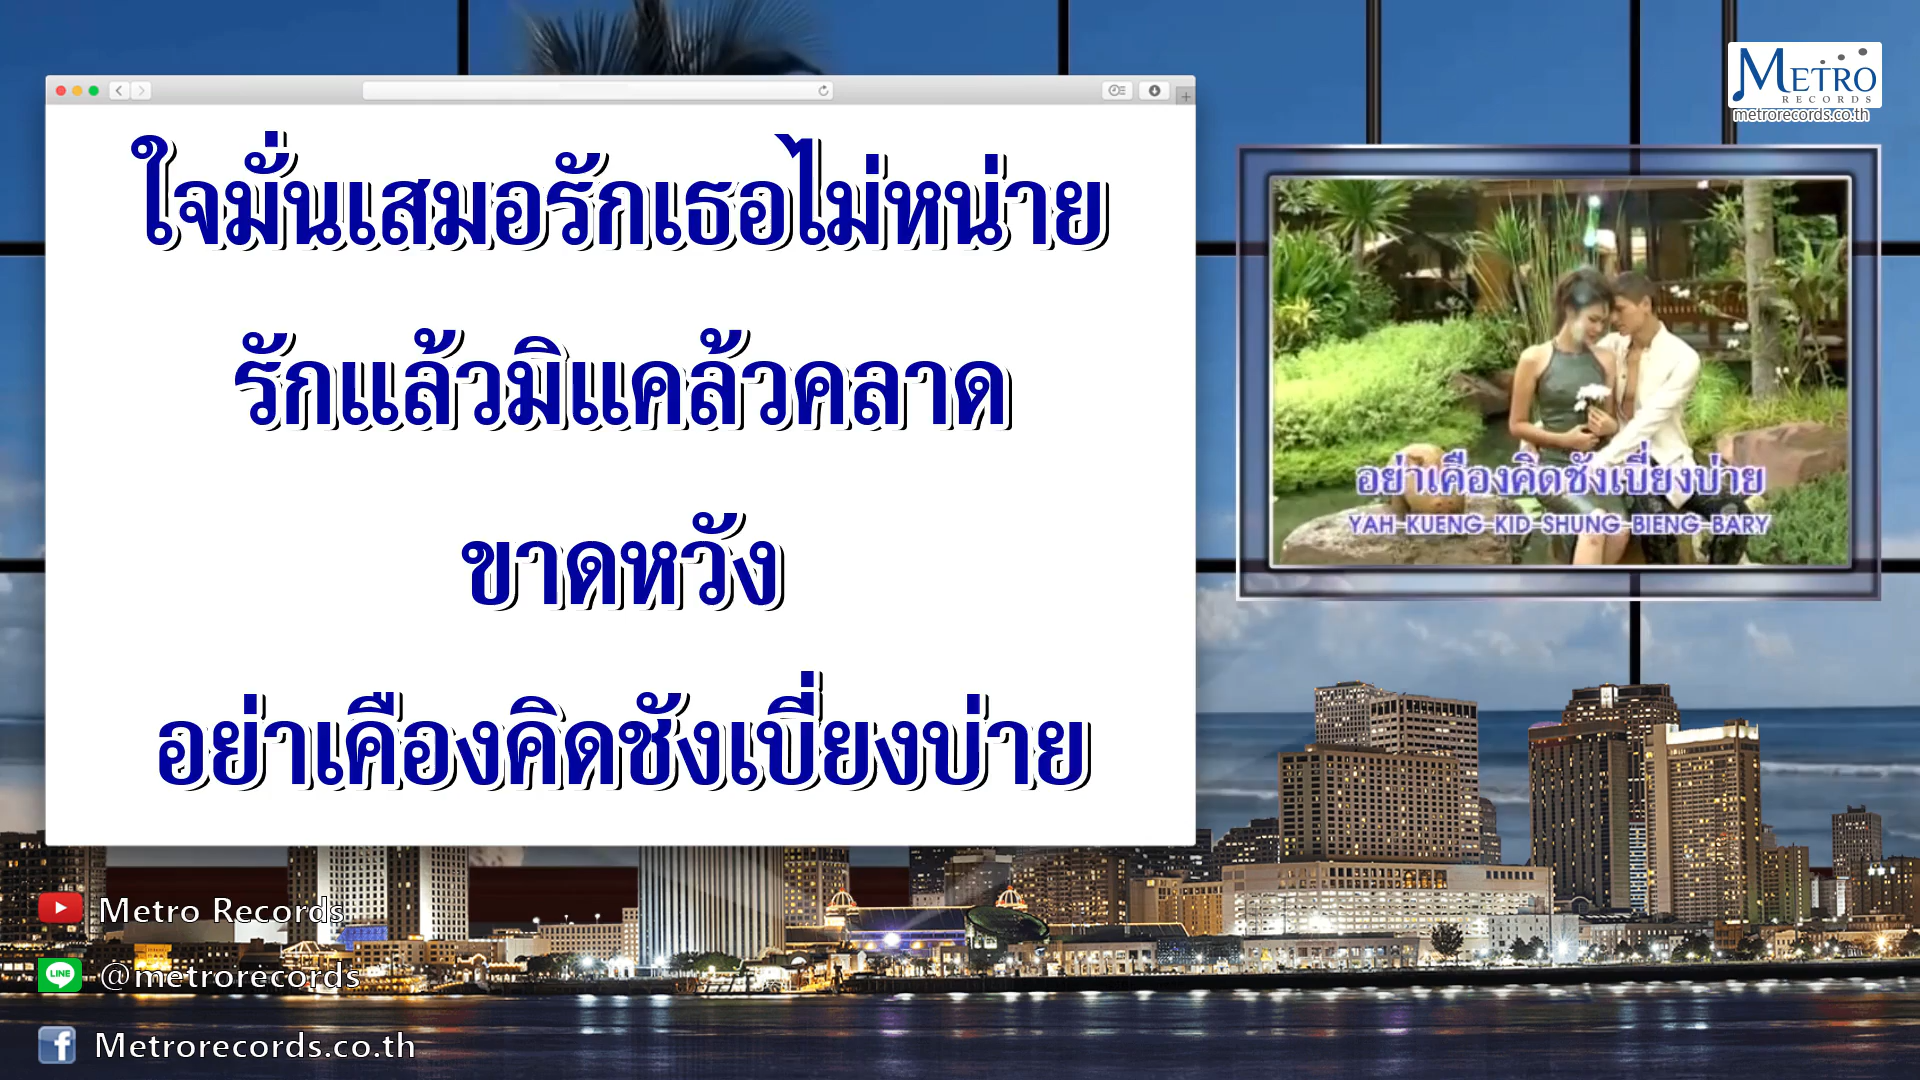 ใจมั่นเสมอรักเธอไม่หน่าย
รักแล้วมิแคล้วคลาด
ขาดหวัง
อย่าเคืองคิดชังเบี่ยงบ่าย
METRO
RECORDS
metrorecords.co.th
อย่าเคืองคิดชังเบี่ยงบ่าย
YAH-KUENG-KID-SHUNG-BIENG-BARY
Metro Records
LINE
@metrorecords
f
Metrorecords.co.th